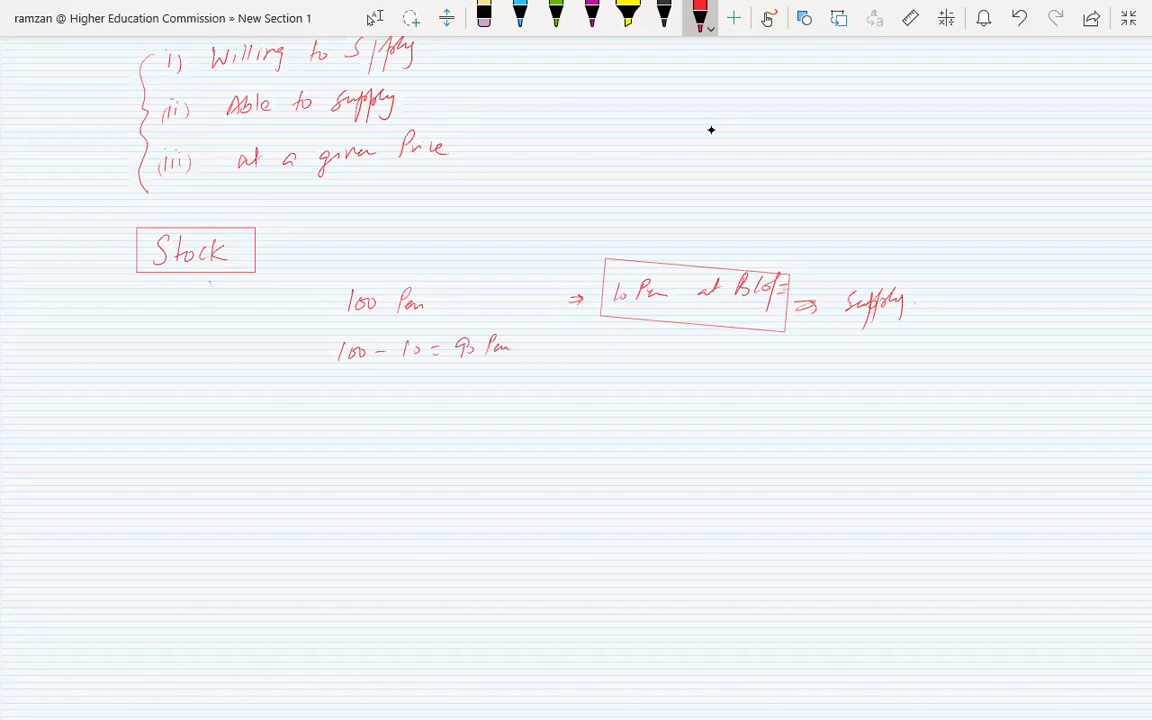 ramzan @ Higher Education Commission » New Section 1
i) Willing to Supply
(ii) Able to supply
(iii) at a given Price
Stock
100 Pen ⇒ 10 Pen at ⇒ supply
100 - 10 = 90 Pen